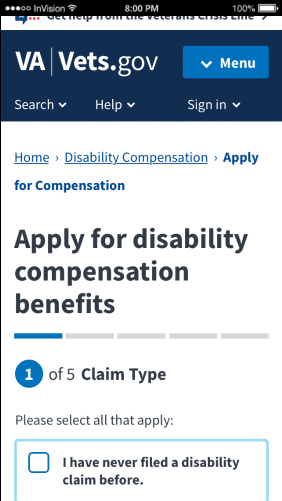 InVision 8:00 PM 100%
Get help from the Veterans Crisis Line
VA Vets.gov Menu
Search Help Sign in
Home › Disability Compensation › Apply
for Compensation
Apply for disability
compensation
benefits
1 of 5 Claim Type
Please select all that apply:
I have never filed a disability
claim before.